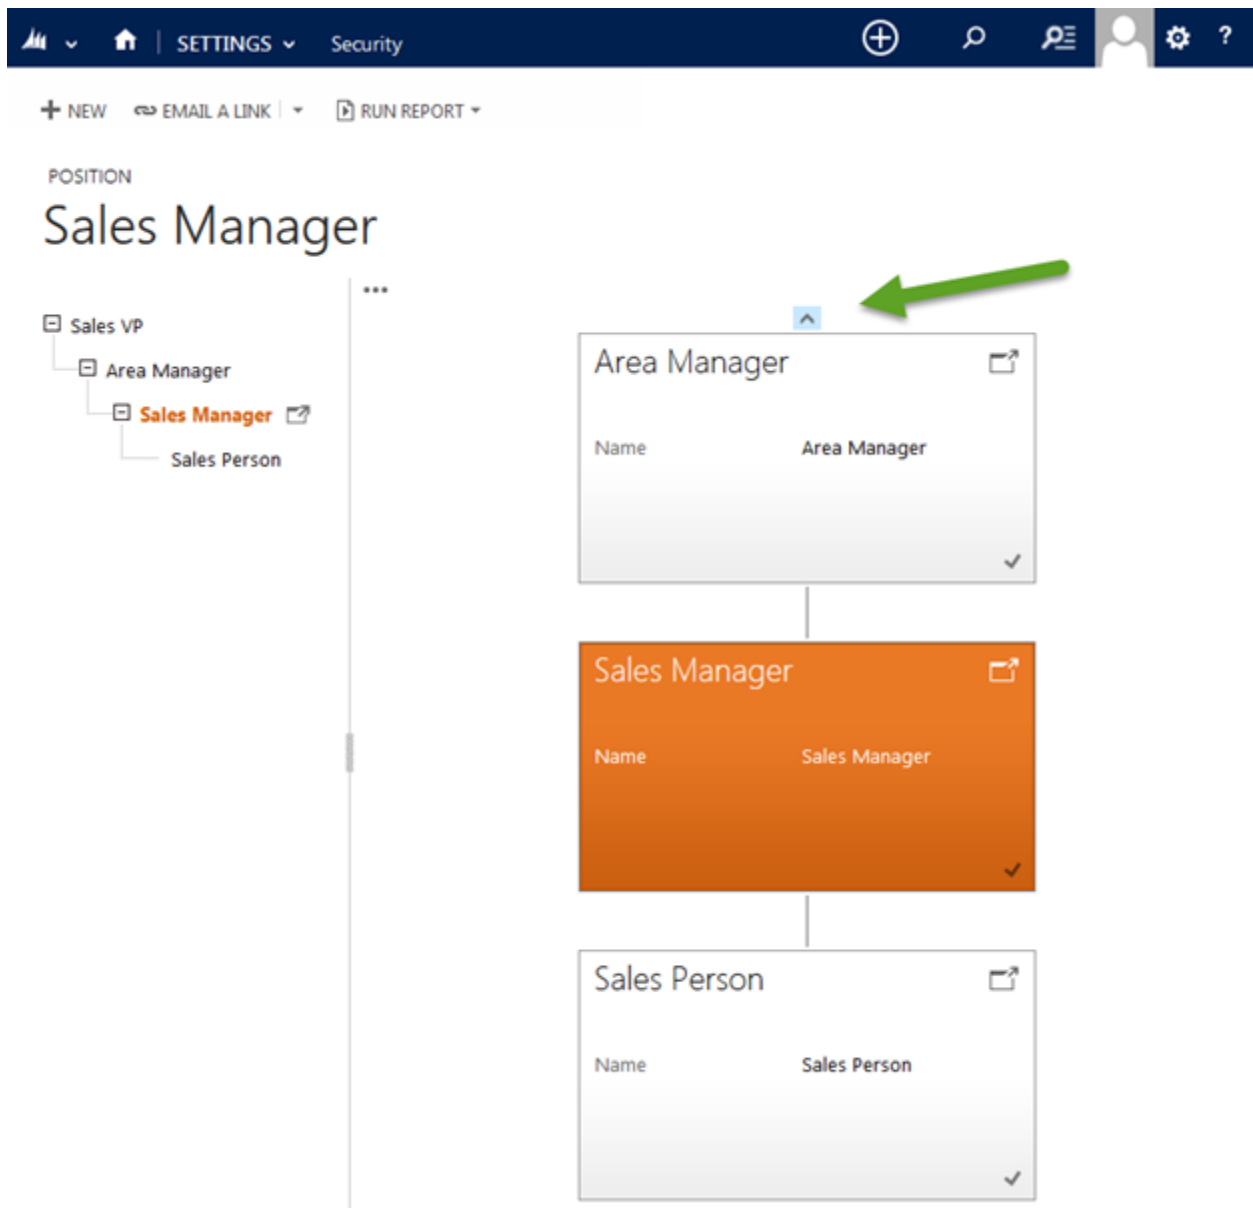 SETTINGS Security ?
NEW EMAIL A LINK RUN REPORT
POSITION
Sales Manager
Sales VP
Area Manager
Sales Manager
Sales Person
Area Manager
Name Area Manager
Sales Manager
Name Sales Manager
Sales Person
Name Sales Person